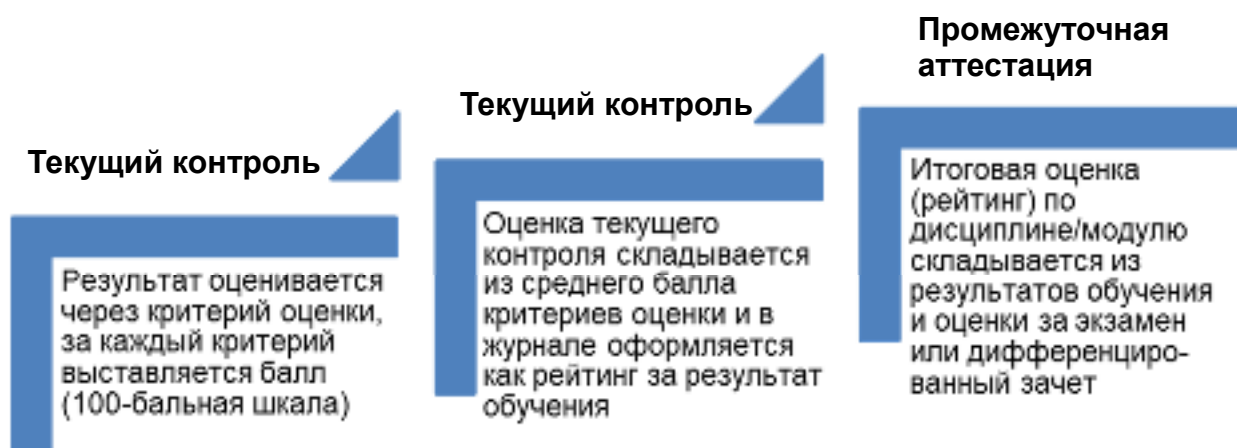 Текущий контроль
Результат оценивается
через критерий оценки,
за каждый критерий
выставляется балл
(100-бальная шкала)
Текущий контроль
Оценка текущего
контроля складывается
из среднего балла
критериев оценки и в
журнале оформляется
как рейтинг за результат
обучения
Промежуточная
аттестация
Итоговая оценка
(рейтинг) по
дисциплине/модулю
складывается из
результатов обучения
и оценки за экзамен
или дифференциро-
ванный зачет